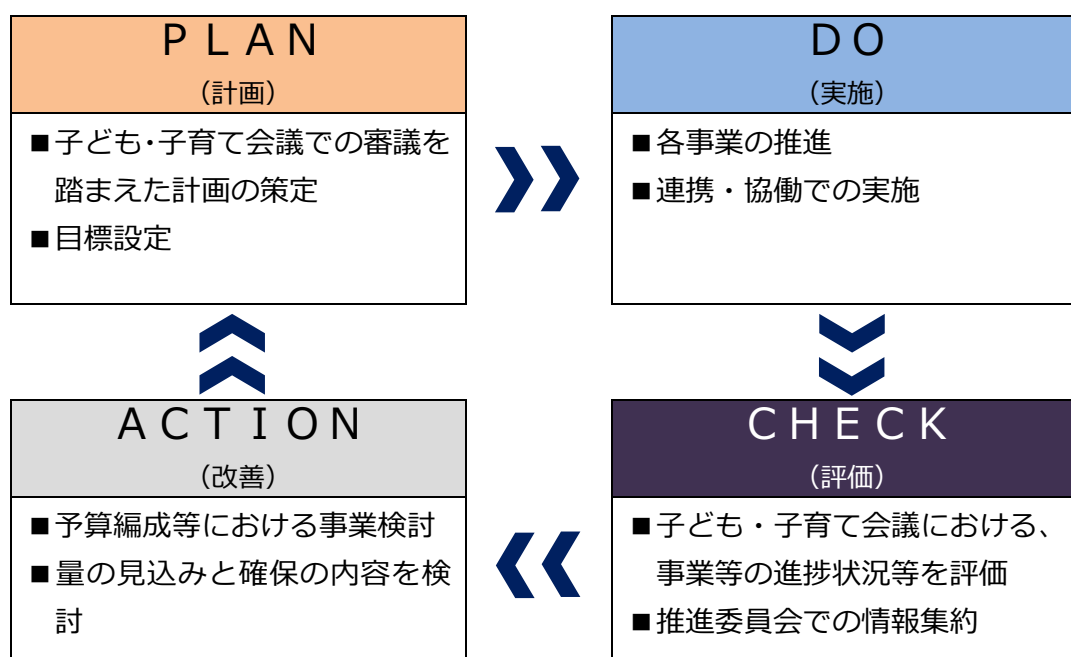 ＰＬＡＮ
（計画）
■子ども･子育て会議での審議を
踏まえた計画の策定
■目標設定
ＤＯ
（実施）
■各事業の推進
■連携・協働での実施
ＡＣＴＩＯＮ
（改善）
■予算編成等における事業検討
■量の見込みと確保の内容を検
討
ＣＨＥＣＫ
（評価）
■子ども・子育て会議における、
事業等の進捗状況等を評価
■推進委員会での情報集約